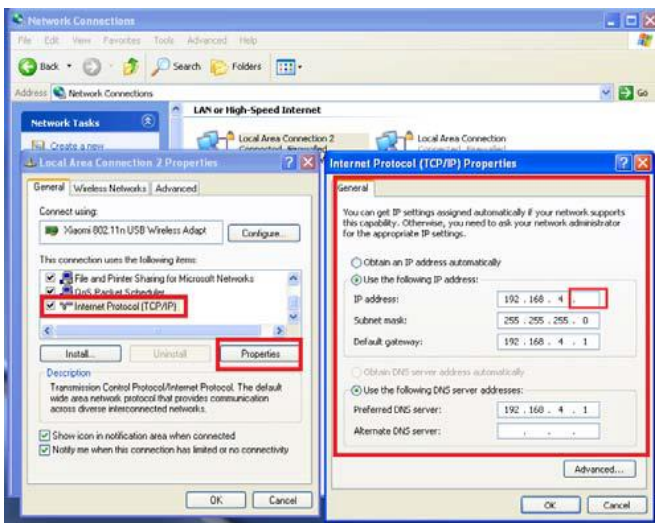 Network Connections
File Edit View Favorites Tools Advanced Help
Back Search Folders
Address Network Connections Go
LAN or High-Speed Internet
Network Tasks
Local Area Connection 2
Local Area Connection
Create a new
Connected, Firewalled
Connected, Firewalled
Local Area Connection 2 Properties
General Wireless Networks Advanced
Connect using:
Xiaomi 802.11n USB Wireless Adapt
Configure...
This connection uses the following items:
File and Printer Sharing for Microsoft Networks
QoS Packet Scheduler
Internet Protocol (TCP/IP)
Install... Uninstall Properties
Description
Transmission Control Protocol/Internet Protocol. The default
wide area network protocol that provides communication
across diverse interconnected networks.
Show icon in notification area when connected
Notify me when this connection has limited or no connectivity
OK Cancel
Internet Protocol (TCP/IP) Properties
General
You can get IP settings assigned automatically if your network supports
this capability. Otherwise, you need to ask your network administrator
for the appropriate IP settings.
Obtain an IP address automatically
Use the following IP address:
IP address: 192 . 168 . 4 .
Subnet mask: 255 . 255 . 255 . 0
Default gateway: 192 . 168 . 4 . 1
Obtain DNS server address automatically
Use the following DNS server addresses:
Preferred DNS server: 192 . 168 . 4 . 1
Alternate DNS server: . . .
Advanced...
OK Cancel